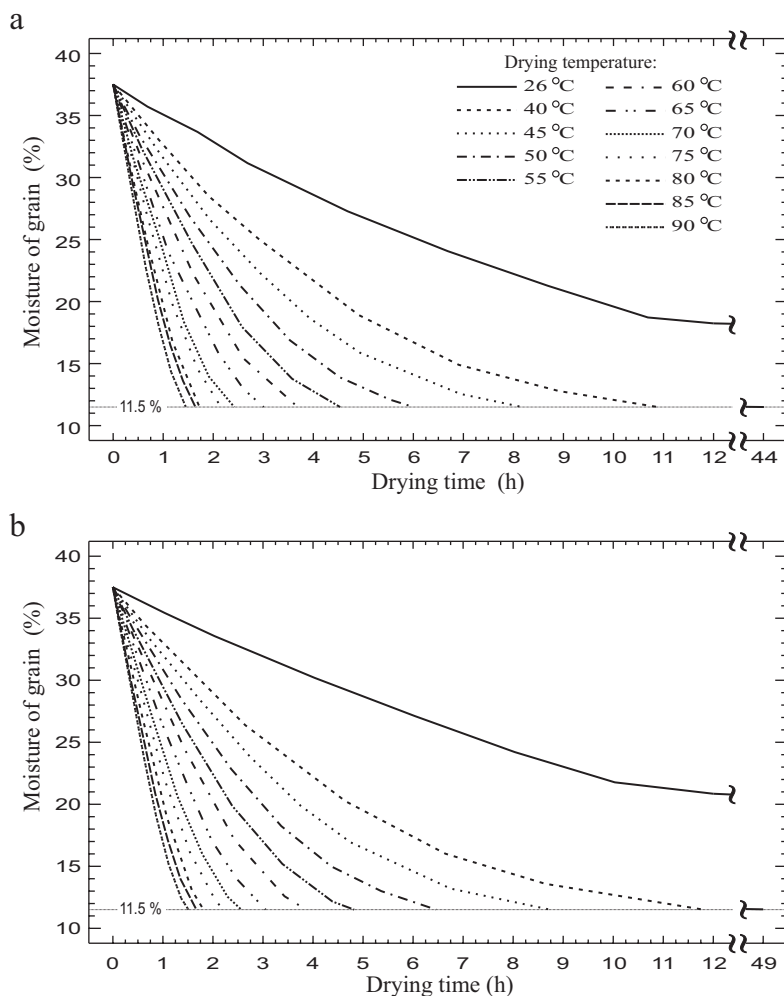 a
Drying temperature:
26 °C
40 °C
45 °C
50 °C
55 °C
60 °C
65 °C
70 °C
75 °C
80 °C
85 °C
90 °C
Moisture of grain (%)
40
35
30
25
20
15
10
11.5 %
0 1 2 3 4 5 6 7 8 9 10 11 12 44
Drying time (h)
b
Moisture of grain (%)
40
35
30
25
20
15
10
11.5 %
0 1 2 3 4 5 6 7 8 9 10 11 12 49
Drying time (h)